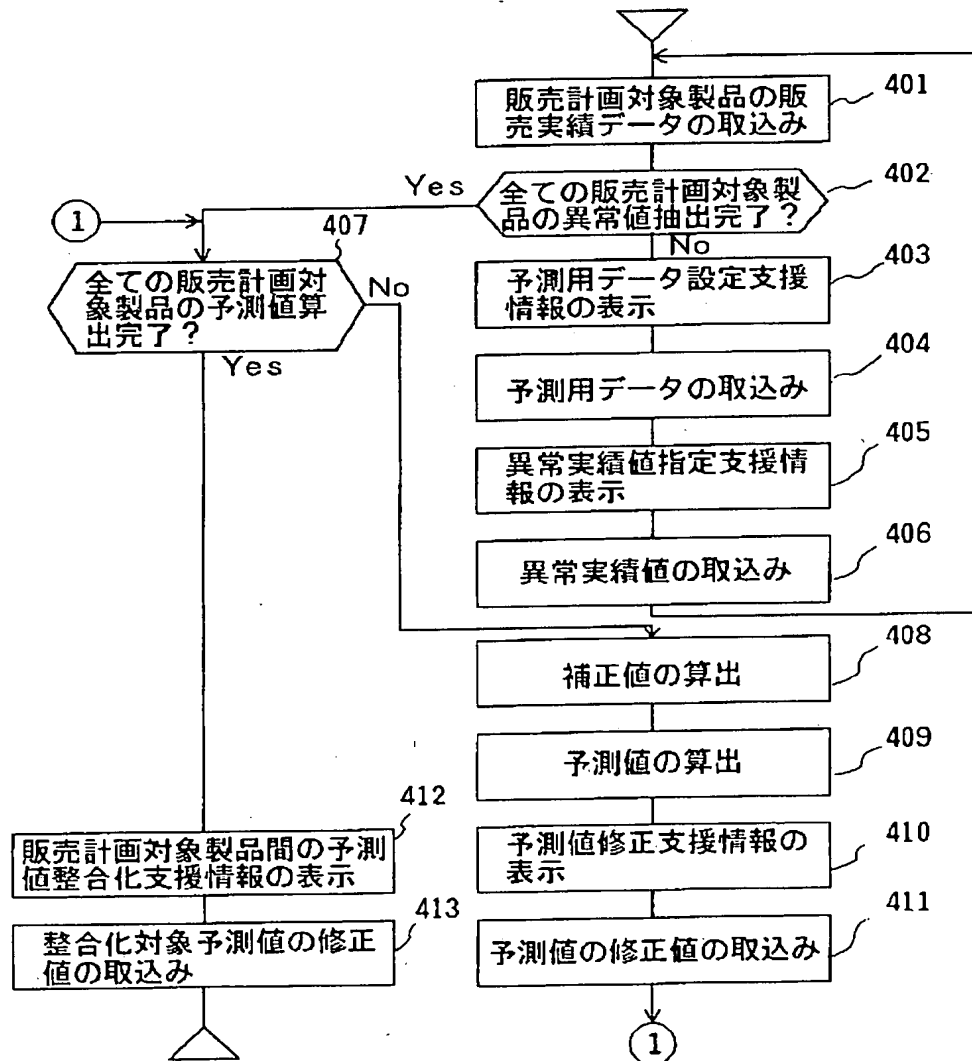 401
販売計画対象製品の販
売実績データの取込み
402
Yes
全ての販売計画対象製
品の異常値抽出完了？
No
1
407
全ての販売計画対
象製品の予測値算
出完了？
No
Yes
403
予測用データ設定支援
情報の表示
404
予測用データの取込み
405
異常実績値指定支援情
報の表示
406
異常実績値の取込み
408
補正値の算出
409
予測値の算出
412
販売計画対象製品間の予測
値整合化支援情報の表示
410
予測値修正支援情報の
表示
413
整合化対象予測値の修正
値の取込み
411
予測値の修正値の取込み
1